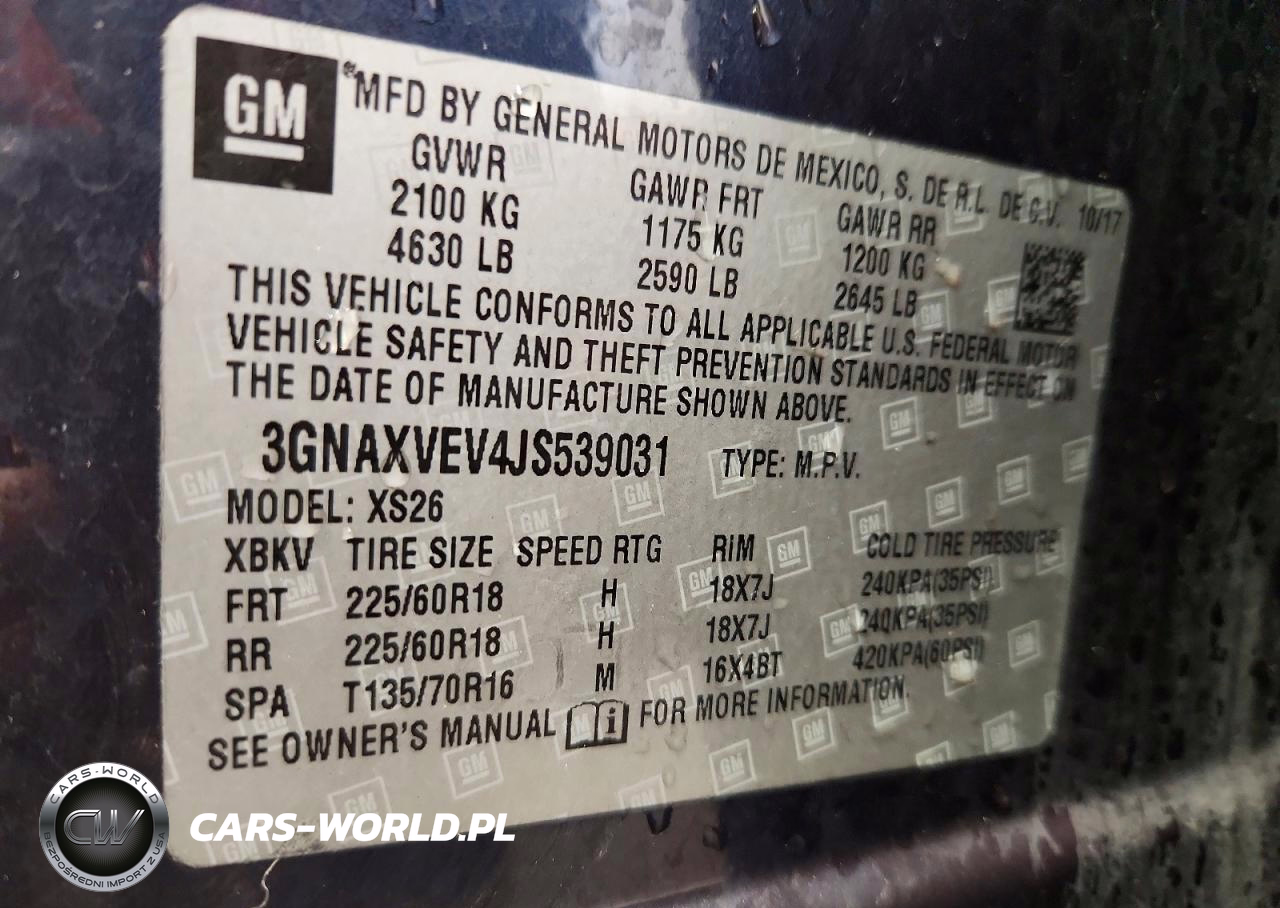 GM
®MFD BY GENERAL MOTORS DE MEXICO, S. DE R.L. DE C.V. 10/17
GVWR GAWR FRT GAWR RR
2100 KG 1175 KG 1200 KG
4630 LB 2590 LB 2645 LB
THIS VEHICLE CONFORMS TO ALL APPLICABLE U.S. FEDERAL MOTOR
VEHICLE SAFETY AND THEFT PREVENTION STANDARDS IN EFFECT ON
THE DATE OF MANUFACTURE SHOWN ABOVE.
3GNAXVEV4JS539031 TYPE: M.P.V.
MODEL: XS26
XBKV TIRE SIZE SPEED RTG RIM COLD TIRE PRESSURE
FRT 225/60R18 H 18X7J 240KPA(35PSI)
RR 225/60R18 H 18X7J 240KPA(35PSI)
SPA T135/70R16 M 16X4BT 420KPA(60PSI)
SEE OWNER'S MANUAL i FOR MORE INFORMATION.
CARS-WORLD
CW
BEZPOŚREDNI IMPORT Z USA
CARS-WORLD.PL